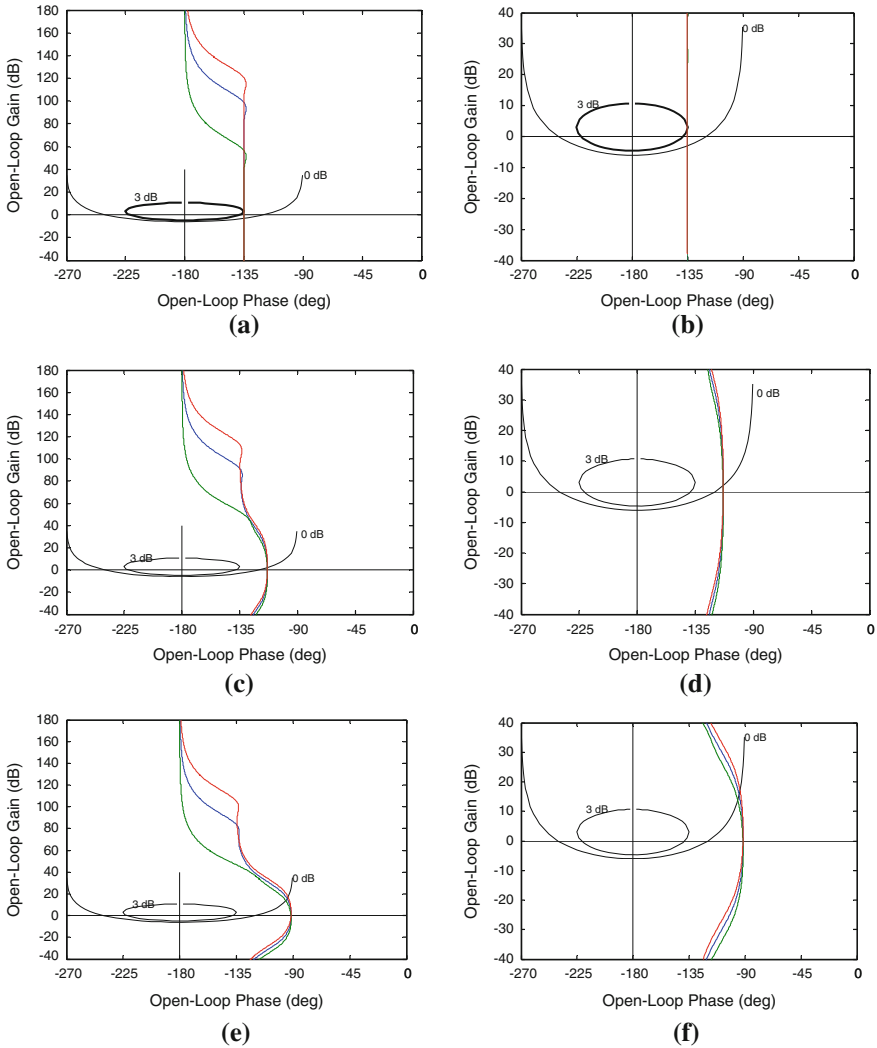 180
160
140
120
100
80
60
40
20
0
-20
-40
Open-Loop Gain (dB)
3 dB
0 dB
-270 -225 -180 -135 -90 -45 0
Open-Loop Phase (deg)
(a)
40
30
20
10
0
-10
-20
-30
-40
Open-Loop Gain (dB)
3 dB
0 dB
-270 -225 -180 -135 -90 -45 0
Open-Loop Phase (deg)
(b)
180
160
140
120
100
80
60
40
20
0
-20
-40
Open-Loop Gain (dB)
3 dB
0 dB
-270 -225 -180 -135 -90 -45 0
Open-Loop Phase (deg)
(c)
40
30
20
10
0
-10
-20
-30
-40
Open-Loop Gain (dB)
3 dB
0 dB
-270 -225 -180 -135 -90 -45 0
Open-Loop Phase (deg)
(d)
180
160
140
120
100
80
60
40
20
0
-20
-40
Open-Loop Gain (dB)
3 dB
0 dB
-270 -225 -180 -135 -90 -45 0
Open-Loop Phase (deg)
(e)
40
30
20
10
0
-10
-20
-30
-40
Open-Loop Gain (dB)
3 dB
0 dB
-270 -225 -180 -135 -90 -45 0
Open-Loop Phase (deg)
(f)